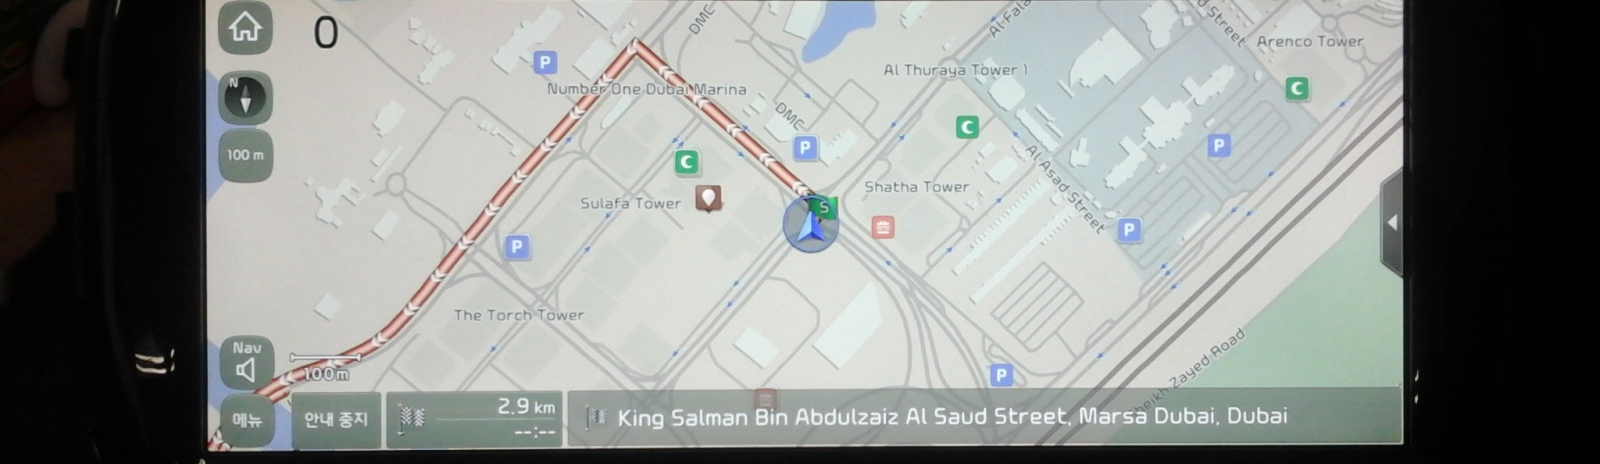 0
N
100 m
P
Number One Dubai Marina
DMC
Al Thuraya Tower 1
Arenco Tower
DMC
P
Sulafa Tower
Shatha Tower
Al Asad Street
P
P
P
S
The Torch Tower
Nav
100m
P
Sheikh Zayed Road
메뉴
안내 중지
2.9 km
--:--
King Salman Bin Abdulzaiz Al Saud Street, Marsa Dubai, Dubai